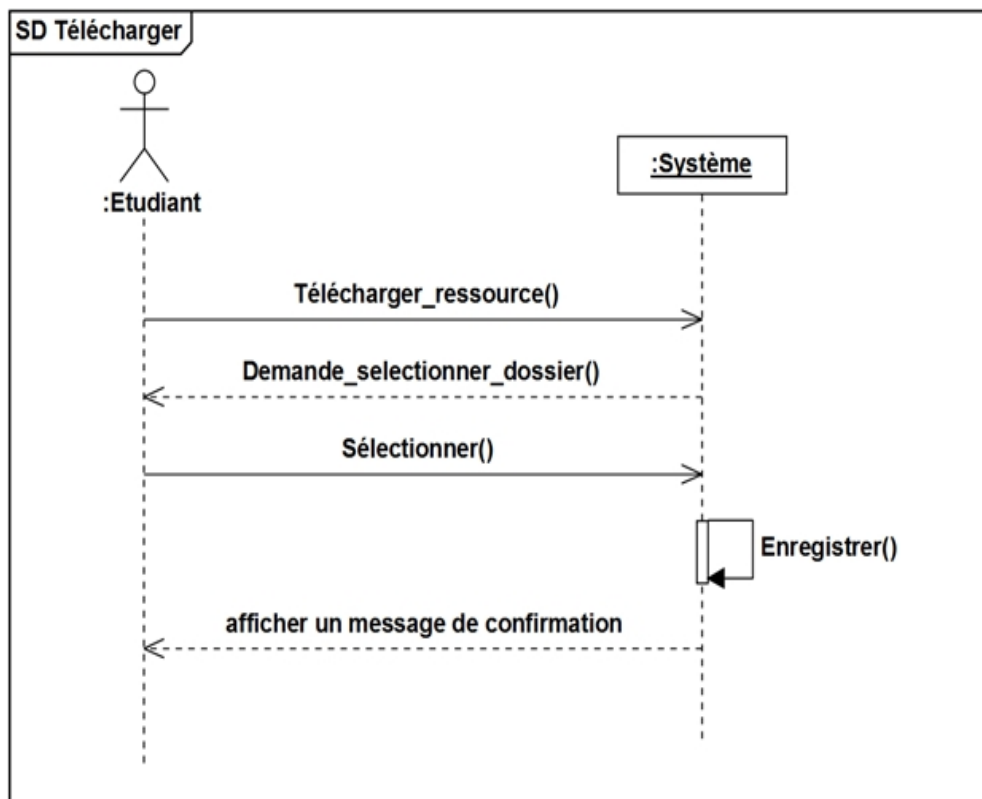 SD Télécharger
:Etudiant
:Système
Télécharger_ressource()
Demande_selectionner_dossier()
Sélectionner()
Enregistrer()
afficher un message de confirmation